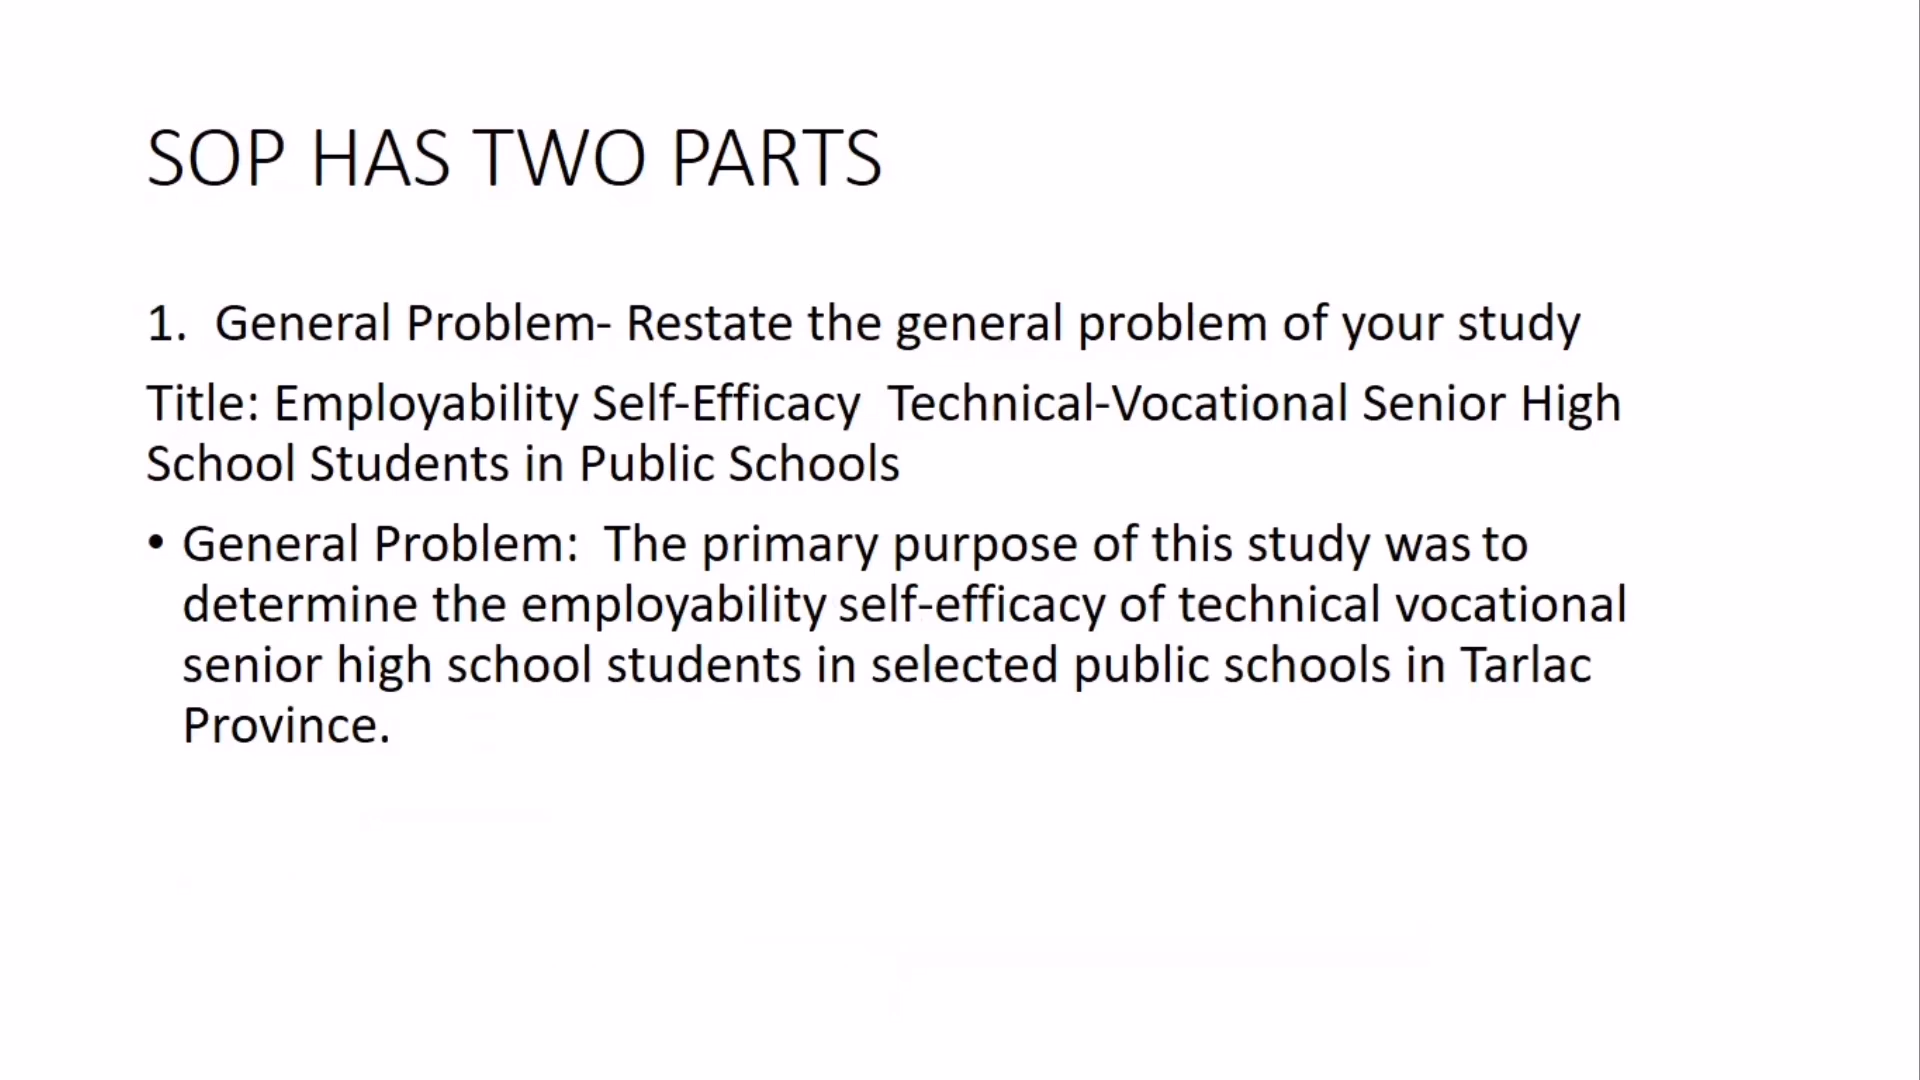 SOP HAS TWO PARTS
1. General Problem- Restate the general problem of your study
Title: Employability Self-Efficacy Technical-Vocational Senior High
School Students in Public Schools
• General Problem: The primary purpose of this study was to
determine the employability self-efficacy of technical vocational
senior high school students in selected public schools in Tarlac
Province.